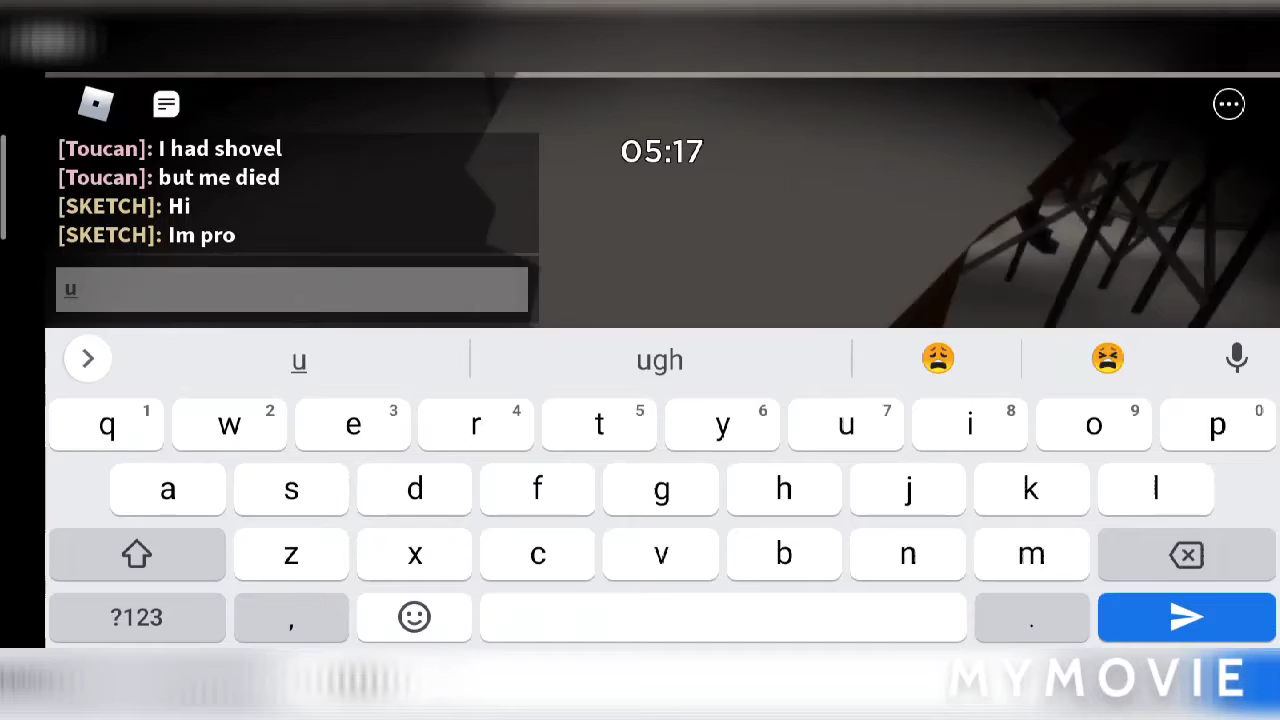 [Toucan]: I had shovel
05:17
[Toucan]: but me died
[SKETCH]: Hi
[SKETCH]: Im pro
u
u ugh
q 1 w 2 e 3 r 4 t 5 y 6 u 7 i 8 o 9 p 0
a s d f g h j k l
z x c v b n m
?123 , .
MYMOVIE